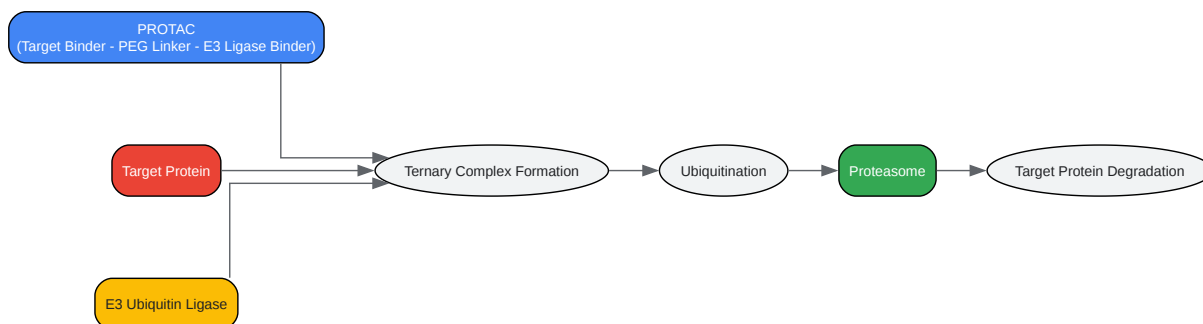 PROTAC
(Target Binder - PEG Linker - E3 Ligase Binder)
Target Protein
Ternary Complex Formation
Ubiquitination
Proteasome
Target Protein Degradation
E3 Ubiquitin Ligase